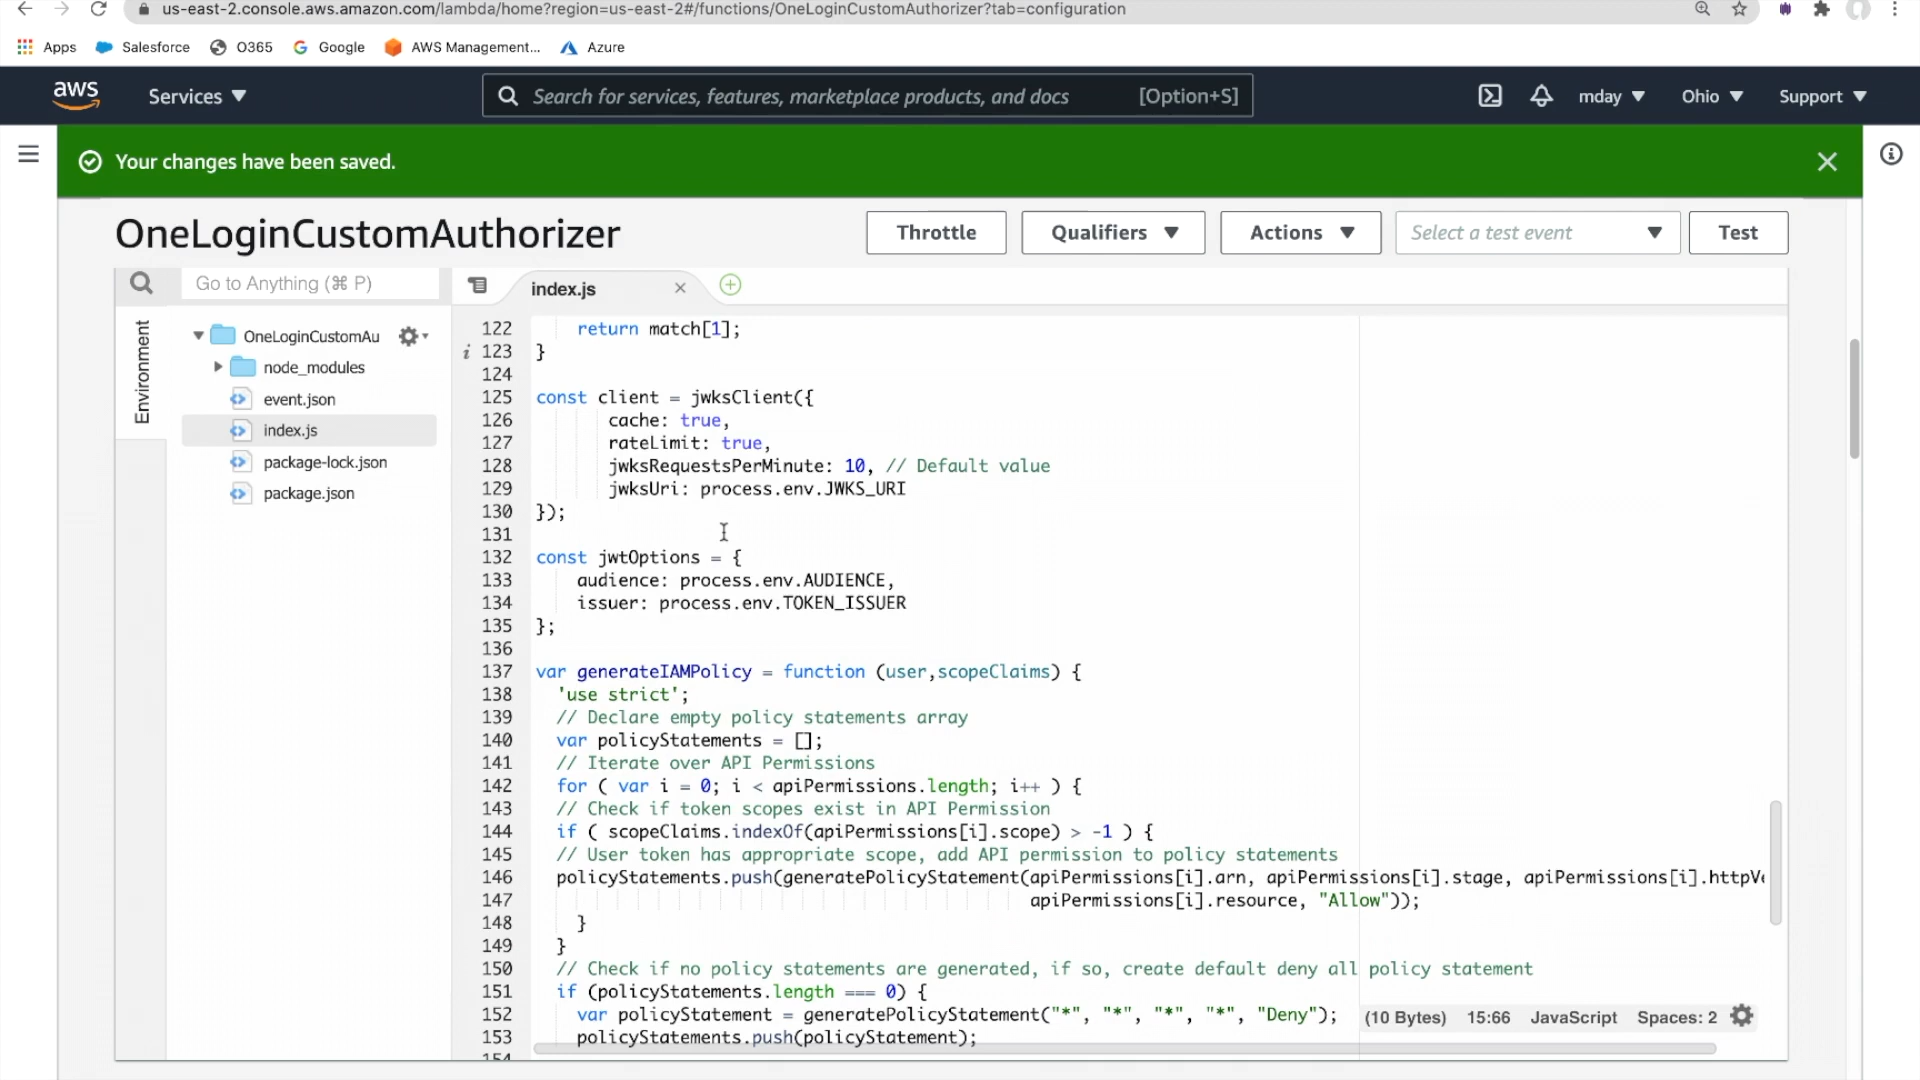 us-east-2.console.aws.amazon.com/lambda/home?region=us-east-2#/functions/OneLoginCustomAuthorizer?tab=configuration
Apps Salesforce O365 Google AWS Management... Azure
aws Services Search for services, features, marketplace products, and docs [Option+S] mday Ohio Support
Your changes have been saved.
OneLoginCustomAuthorizer Throttle Qualifiers Actions Select a test event Test
Go to Anything (⌘ P) index.js
Environment
OneLoginCustomAu
node_modules
event.json
index.js
package-lock.json
package.json
122 return match[1];
123 }
124
125 const client = jwksClient({
126 cache: true,
127 rateLimit: true,
128 jwksRequestsPerMinute: 10, // Default value
129 jwksUri: process.env.JWKS_URI
130 });
131
132 const jwtOptions = {
133 audience: process.env.AUDIENCE,
134 issuer: process.env.TOKEN_ISSUER
135 };
136
137 var generateIAMPolicy = function (user,scopeClaims) {
138 'use strict';
139 // Declare empty policy statements array
140 var policyStatements = [];
141 // Iterate over API Permissions
142 for ( var i = 0; i < apiPermissions.length; i++ ) {
143 // Check if token scopes exist in API Permission
144 if ( scopeClaims.indexOf(apiPermissions[i].scope) > -1 ) {
145 // User token has appropriate scope, add API permission to policy statements
146 policyStatements.push(generatePolicyStatement(apiPermissions[i].arn, apiPermissions[i].stage, apiPermissions[i].httpVe
147 apiPermissions[i].resource, "Allow"));
148 }
149 }
150 // Check if no policy statements are generated, if so, create default deny all policy statement
151 if (policyStatements.length === 0) {
152 var policyStatement = generatePolicyStatement("*", "*", "*", "*", "Deny");
153 policyStatements.push(policyStatement);
154
(10 Bytes) 15:66 JavaScript Spaces: 2